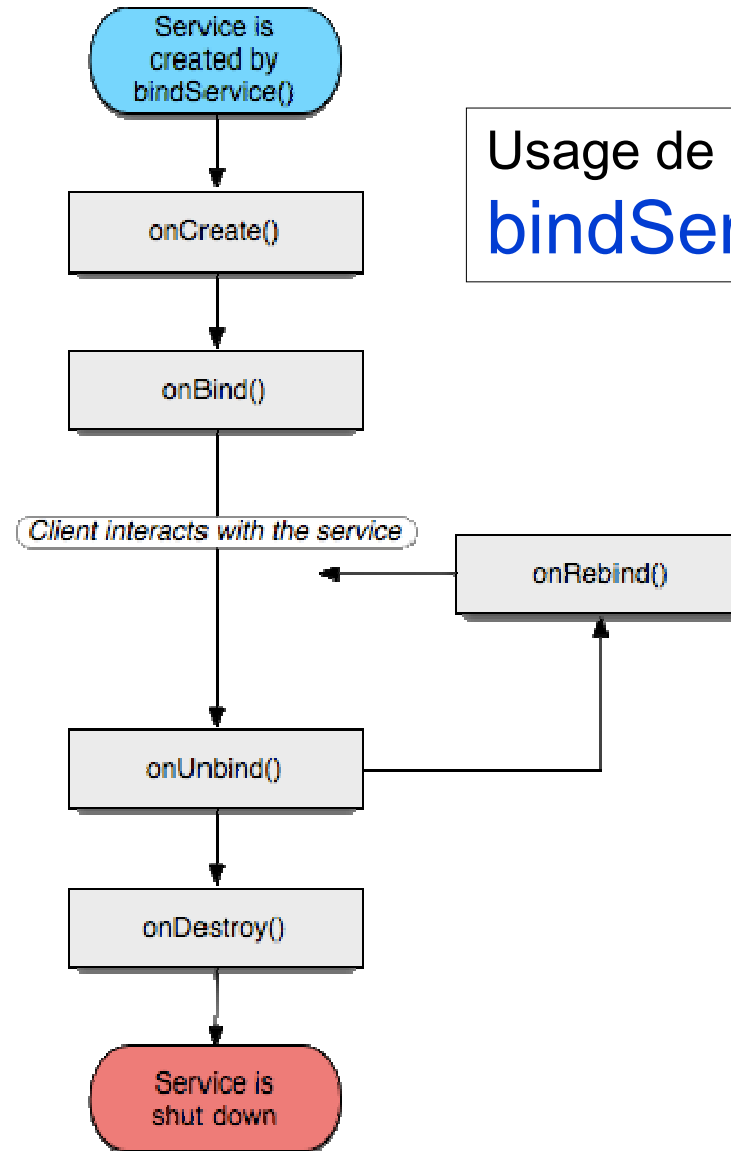 Service is
created by
bindService()
Usage de
bindSer
onCreate()
onBind()
Client interacts with the service
onRebind()
onUnbind()
onDestroy()
Service is
shut down